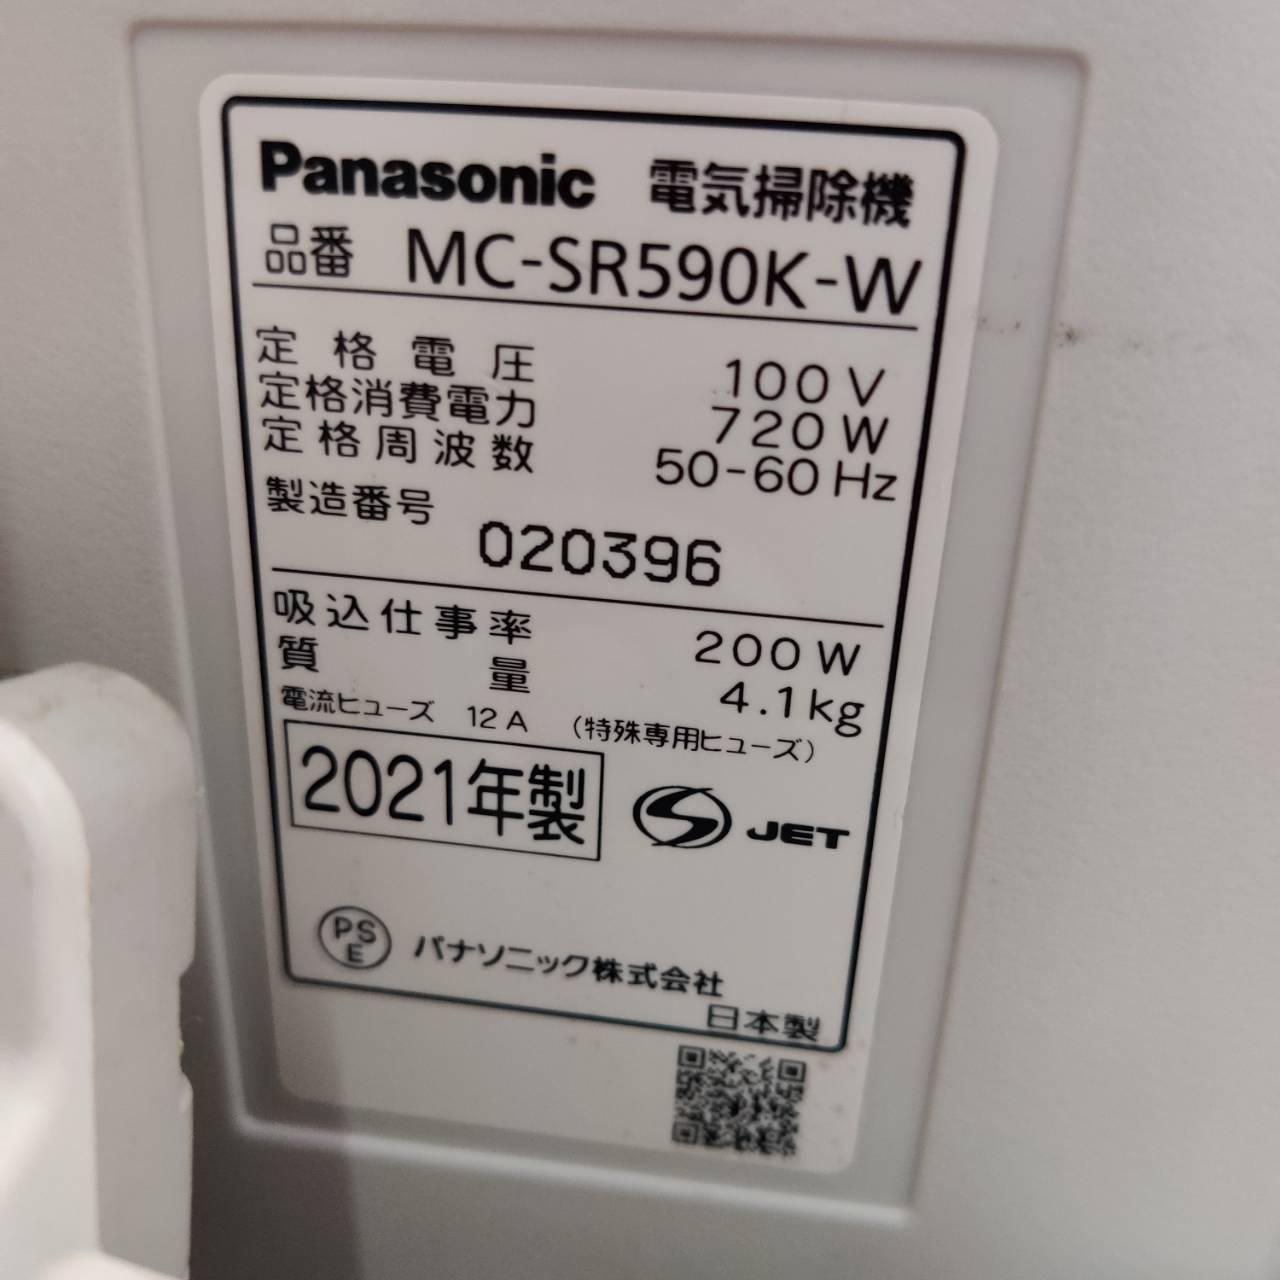 Panasonic 電気掃除機
品番 MC-SR590K-W
定格電圧 100V
定格消費電力 720W
定格周波数 50-60Hz
製造番号 020396
吸込仕事率 200W
質量 4.1kg
電流ヒューズ 12A (特殊専用ヒューズ)
2021年製 S JET
PSE パナソニック株式会社
日本製